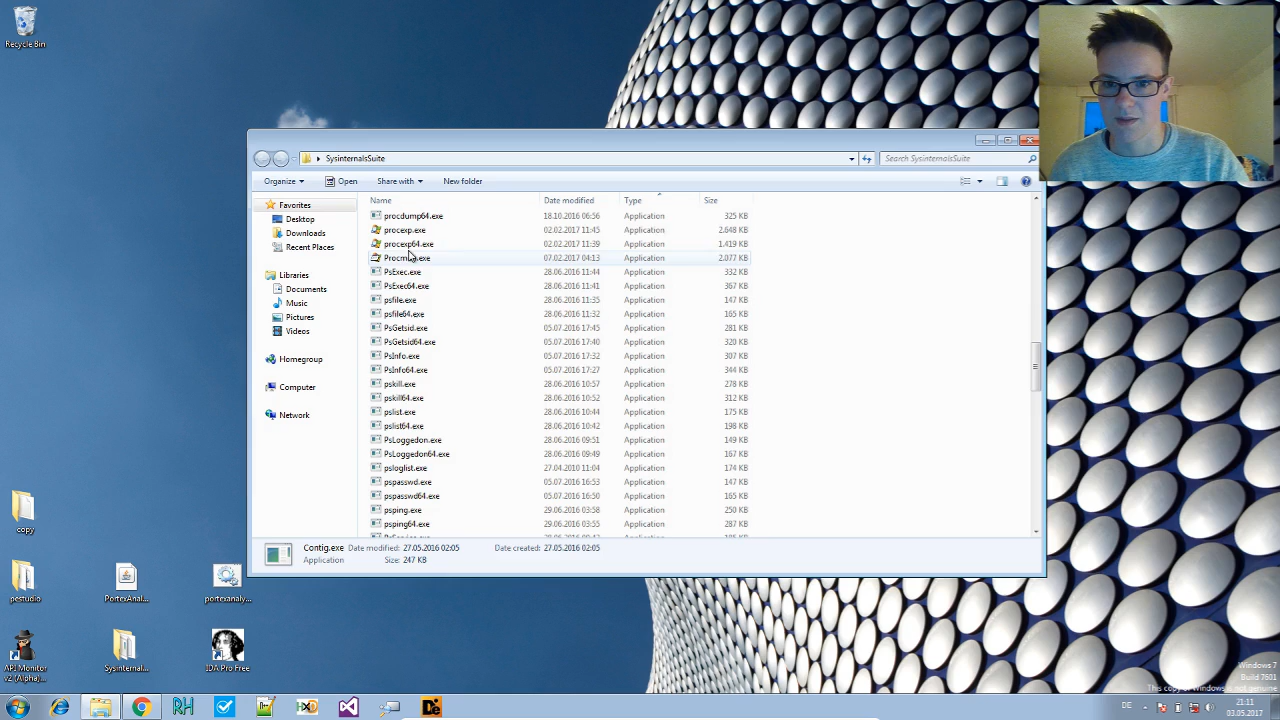 Recycle Bin
SysinternalsSuite
Search SysinternalsSuite
Organize Open Share with New folder
Favorites
Desktop
Downloads
Recent Places
Libraries
Documents
Music
Pictures
Videos
Homegroup
Computer
Network
Name Date modified Type Size
procdump64.exe 18.10.2016 06:56 Application 325 KB
procexp.exe 02.02.2017 11:45 Application 2.648 KB
procexp64.exe 02.02.2017 11:39 Application 1.419 KB
Procmon.exe 07.02.2017 04:13 Application 2.077 KB
PsExec.exe 28.06.2016 11:44 Application 332 KB
PsExec64.exe 28.06.2016 11:41 Application 367 KB
psfile.exe 28.06.2016 11:35 Application 147 KB
psfile64.exe 28.06.2016 11:32 Application 165 KB
PsGetsid.exe 05.07.2016 17:45 Application 281 KB
PsGetsid64.exe 05.07.2016 17:40 Application 320 KB
PsInfo.exe 05.07.2016 17:32 Application 307 KB
PsInfo64.exe 05.07.2016 17:27 Application 344 KB
pskill.exe 28.06.2016 10:57 Application 278 KB
pskill64.exe 28.06.2016 10:52 Application 312 KB
pslist.exe 28.06.2016 10:44 Application 175 KB
pslist64.exe 28.06.2016 10:42 Application 198 KB
PsLoggedon.exe 28.06.2016 09:51 Application 149 KB
PsLoggedon64.exe 28.06.2016 09:49 Application 167 KB
psloglist.exe 27.04.2010 11:04 Application 174 KB
pspasswd.exe 05.07.2016 16:53 Application 147 KB
pspasswd64.exe 05.07.2016 16:50 Application 165 KB
psping.exe 29.06.2016 03:58 Application 250 KB
psping64.exe 29.06.2016 03:55 Application 287 KB
Contig.exe Date modified: 27.05.2016 02:05 Date created: 27.05.2016 02:05
Application Size: 247 KB
copy
pestudio
PortexAnal...
portexanaly...
API Monitor
v2 (Alpha)...
Sysinternal...
IDA Pro Free
Windows 7
Build 7601
This copy of Windows is not genuine
RH
HXD
DE
21:11
03.05.2017